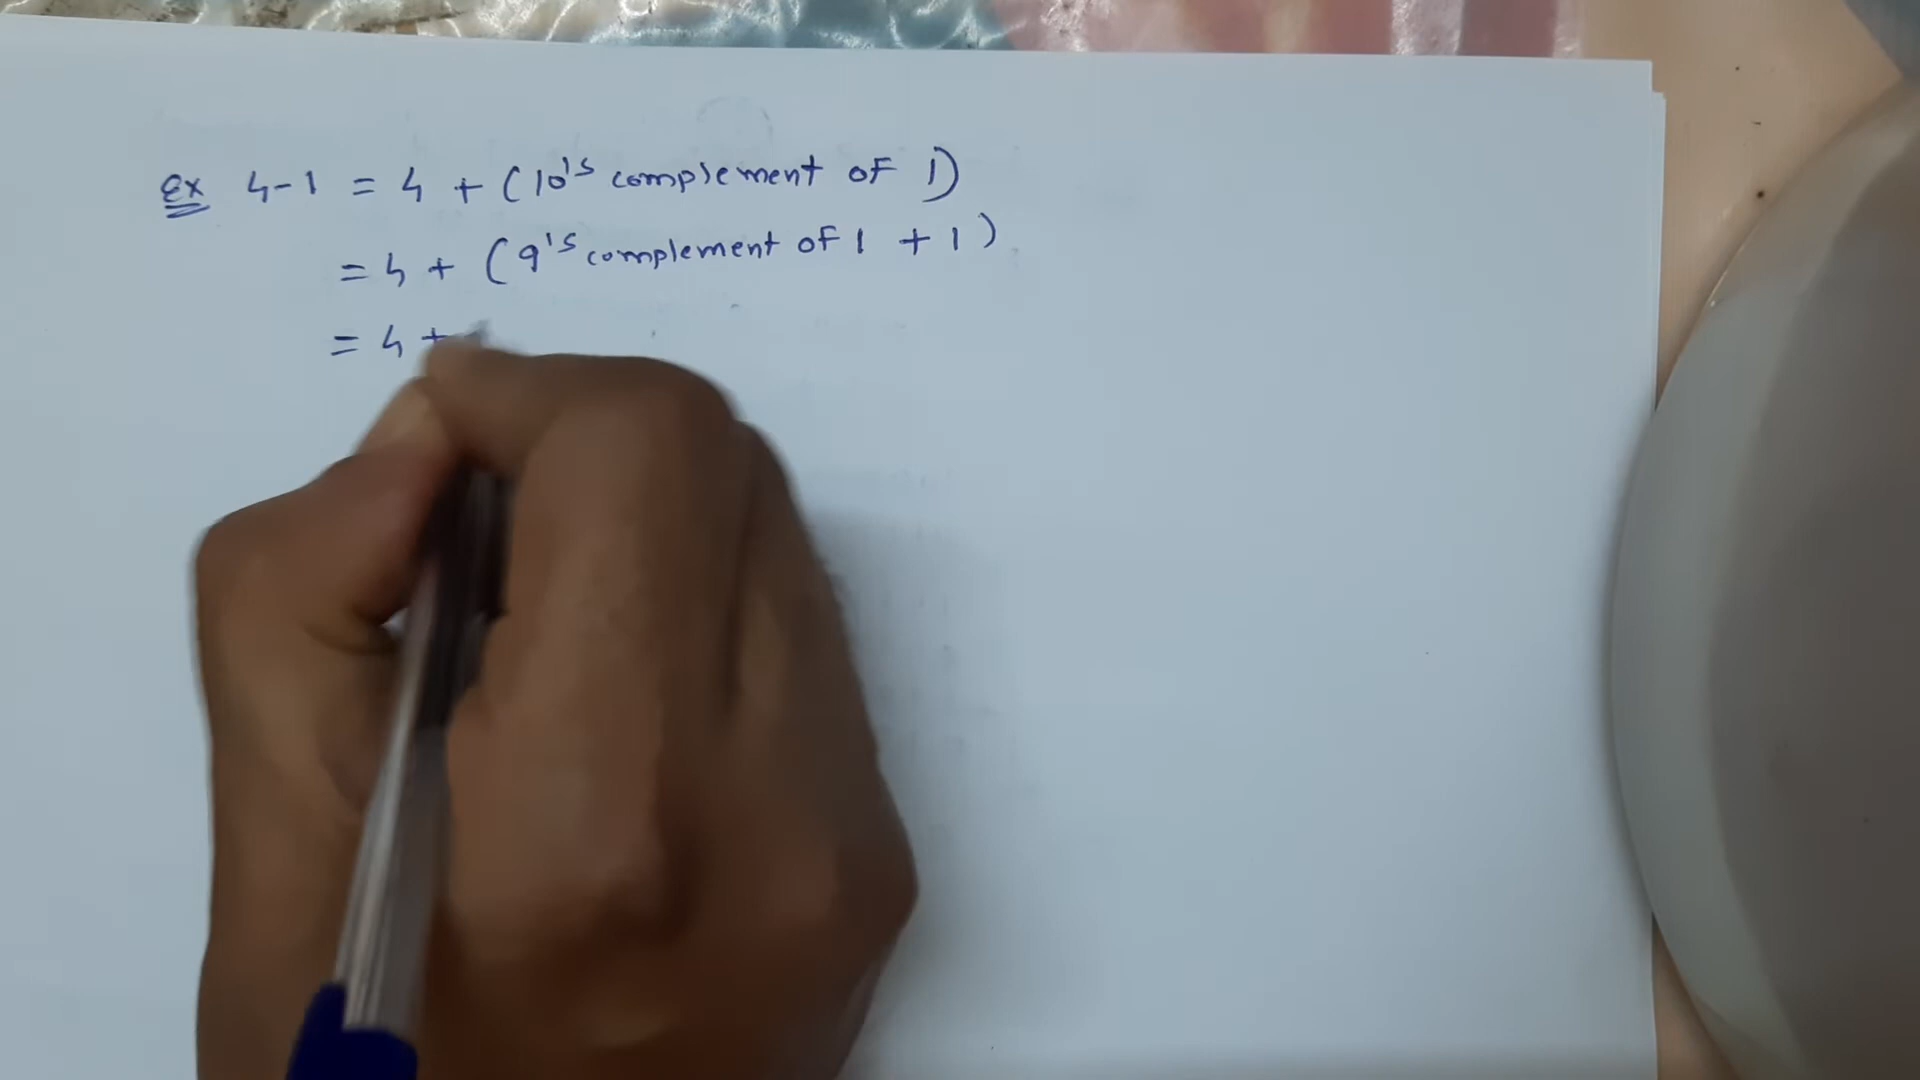 Ex 4-1 = 4 + (10's complement of 1)
= 4 + (9's complement of 1 + 1)
= 4 +